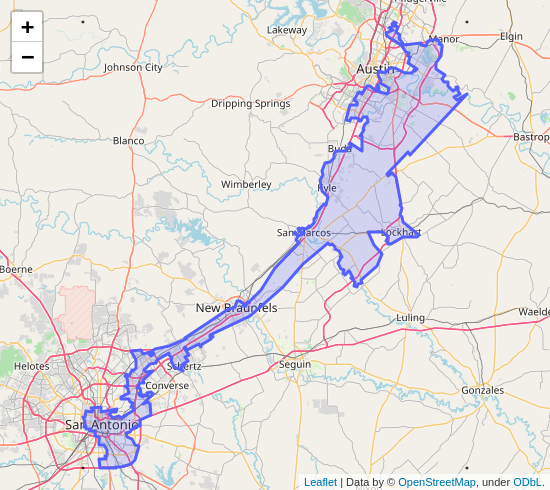 +
−
Pflugerville
Lakeway
Manor
Elgin
Johnson City
Austin
Dripping Springs
Blanco
Buda
Bastrop
Wimberley
Kyle
San Marcos
Lockhart
Boerne
New Braunfels
Luling
Waelde
Helotes
Schertz
Seguin
Converse
Gonzales
San Antonio
Leaflet | Data by © OpenStreetMap, under ODbL.